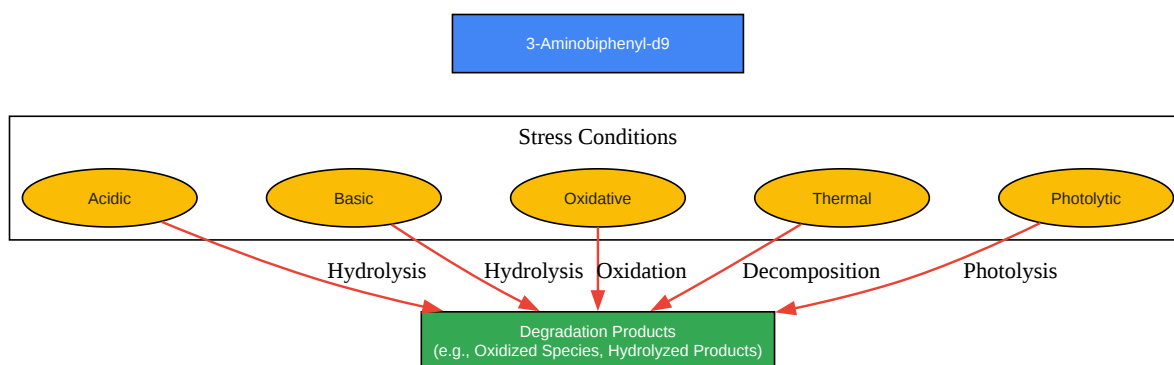 3-Aminobiphenyl-d9
Stress Conditions
Acidic
Basic
Oxidative
Thermal
Photolytic
Hydrolysis
Hydrolysis
Oxidation
Decomposition
Photolysis
Degradation Products
(e.g., Oxidized Species, Hydrolyzed Products)